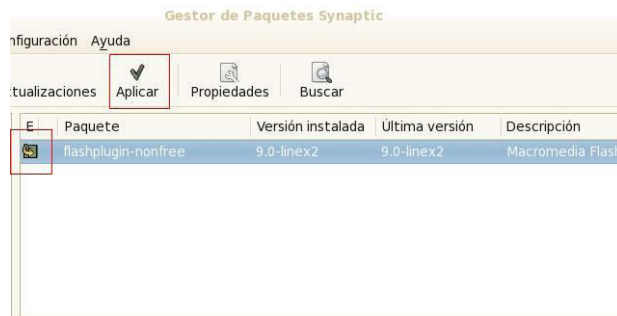 Gestor de Paquetes Synaptic
nfiguración Ayuda
tualizaciones Aplicar Propiedades Buscar
E Paquete Versión instalada Última versión Descripción
flashplugin-nonfree 9.0-linex2 9.0-linex2 Macromedia Flash